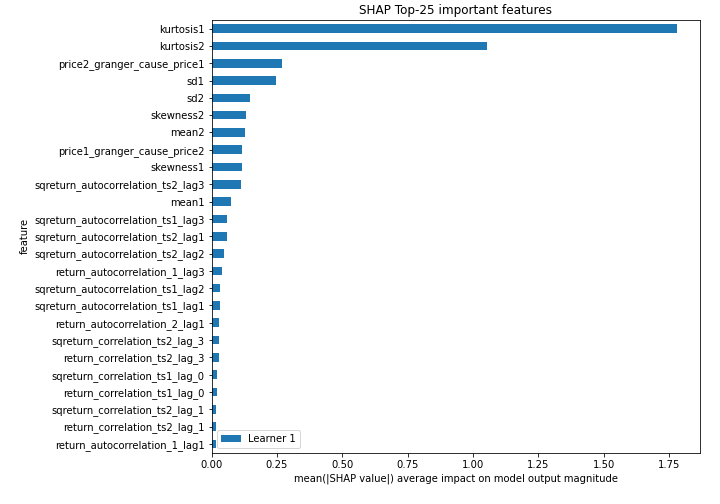 SHAP Top-25 important features
kurtosis1
kurtosis2
price2_granger_cause_price1
sd1
sd2
skewness2
mean2
price1_granger_cause_price2
skewness1
sqreturn_autocorrelation_ts2_lag3
mean1
sqreturn_autocorrelation_ts1_lag3
sqreturn_autocorrelation_ts2_lag1
sqreturn_autocorrelation_ts2_lag2
return_autocorrelation_1_lag3
sqreturn_autocorrelation_ts1_lag2
sqreturn_autocorrelation_ts1_lag1
return_autocorrelation_2_lag1
sqreturn_correlation_ts2_lag_3
return_correlation_ts2_lag_3
sqreturn_correlation_ts1_lag_0
return_correlation_ts1_lag_0
sqreturn_correlation_ts2_lag_1
return_correlation_ts2_lag_1
return_autocorrelation_1_lag1
feature
Learner 1
0.00 0.25 0.50 0.75 1.00 1.25 1.50 1.75
mean(|SHAP value|) average impact on model output magnitude